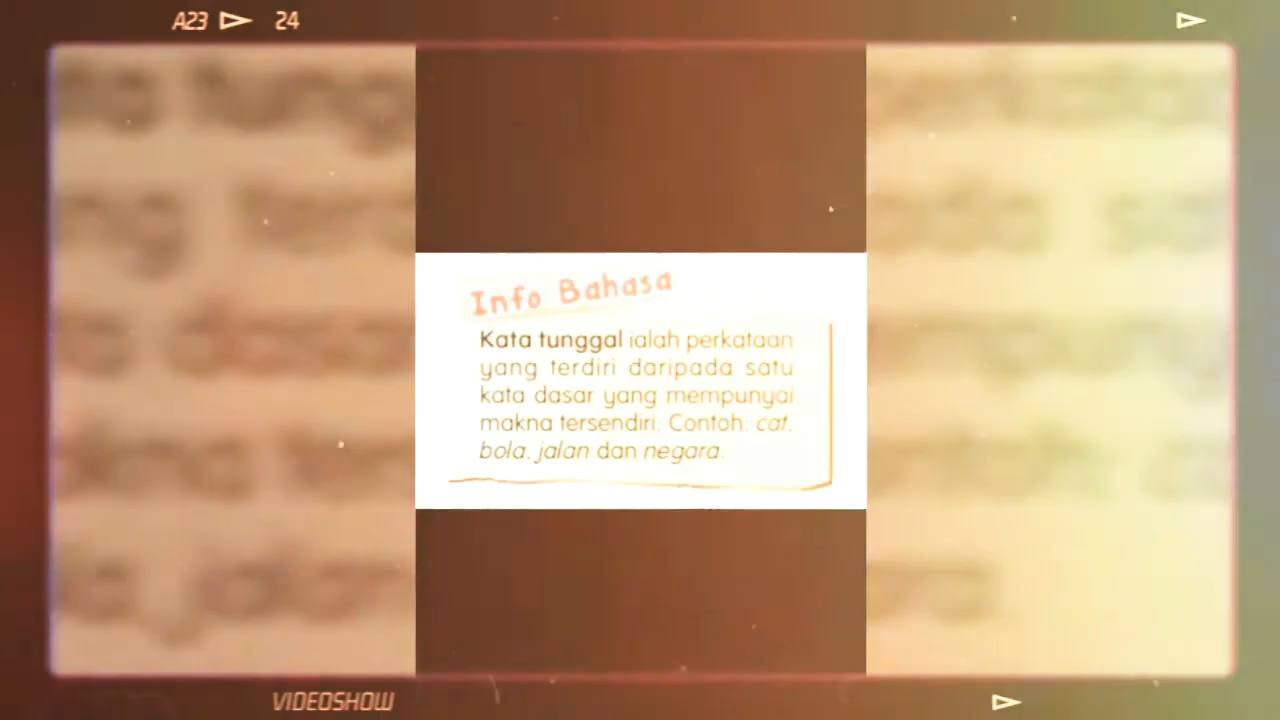 A23 24
Info Bahasa
Kata tunggal ialah perkataan
yang terdiri daripada satu
kata dasar yang mempunyai
makna tersendiri. Contoh: cat,
bola, jalan dan negara.
VIDEOSHOW